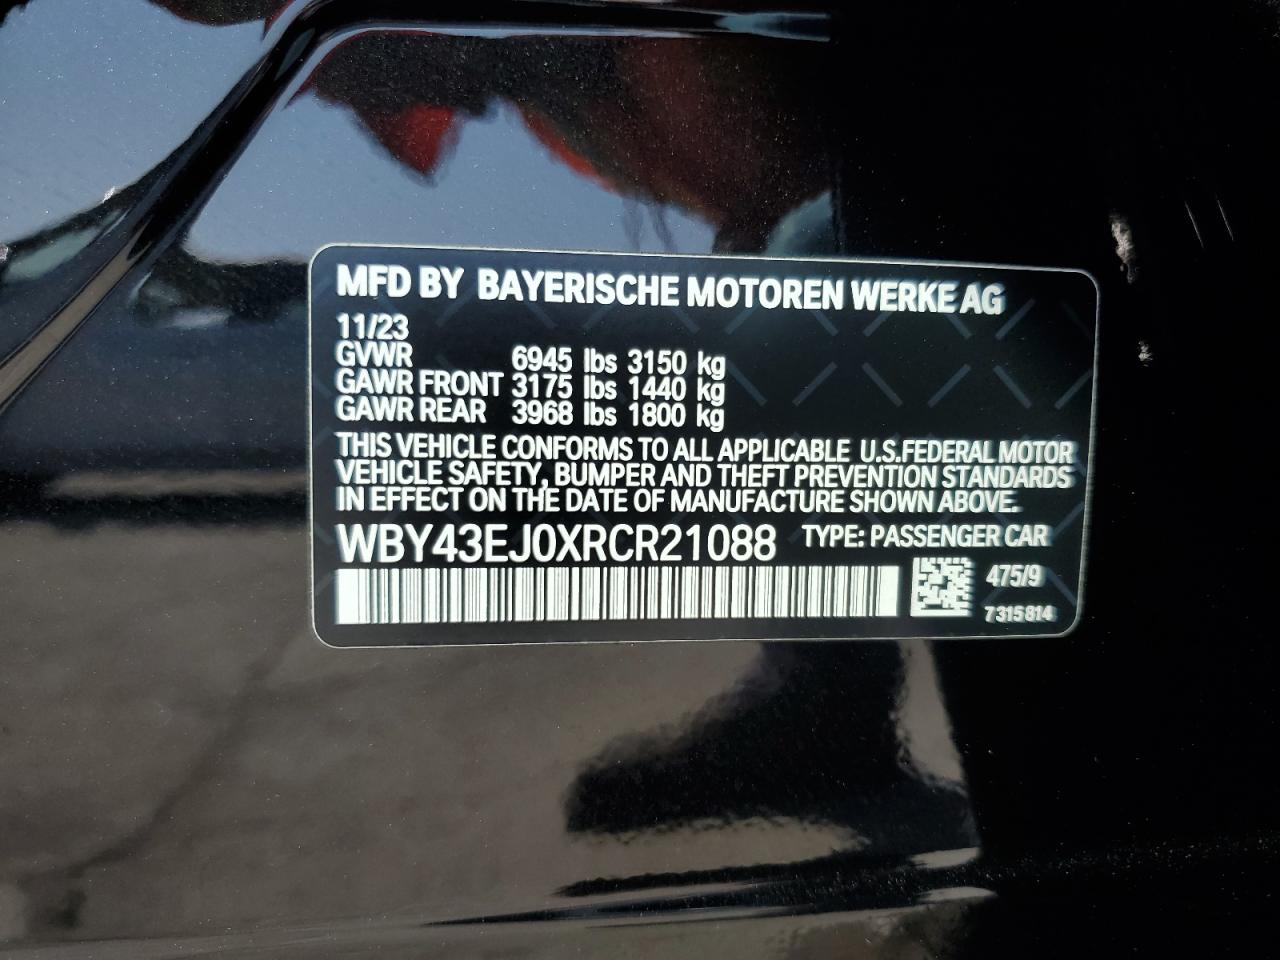 MFD BY BAYERISCHE MOTOREN WERKE AG
11/23
GVWR 6945 lbs 3150 kg
GAWR FRONT 3175 lbs 1440 kg
GAWR REAR 3968 lbs 1800 kg
THIS VEHICLE CONFORMS TO ALL APPLICABLE U.S.FEDERAL MOTOR
VEHICLE SAFETY, BUMPER AND THEFT PREVENTION STANDARDS
IN EFFECT ON THE DATE OF MANUFACTURE SHOWN ABOVE.
WBY43EJ0XRCR21088 TYPE: PASSENGER CAR
475/9
7315814